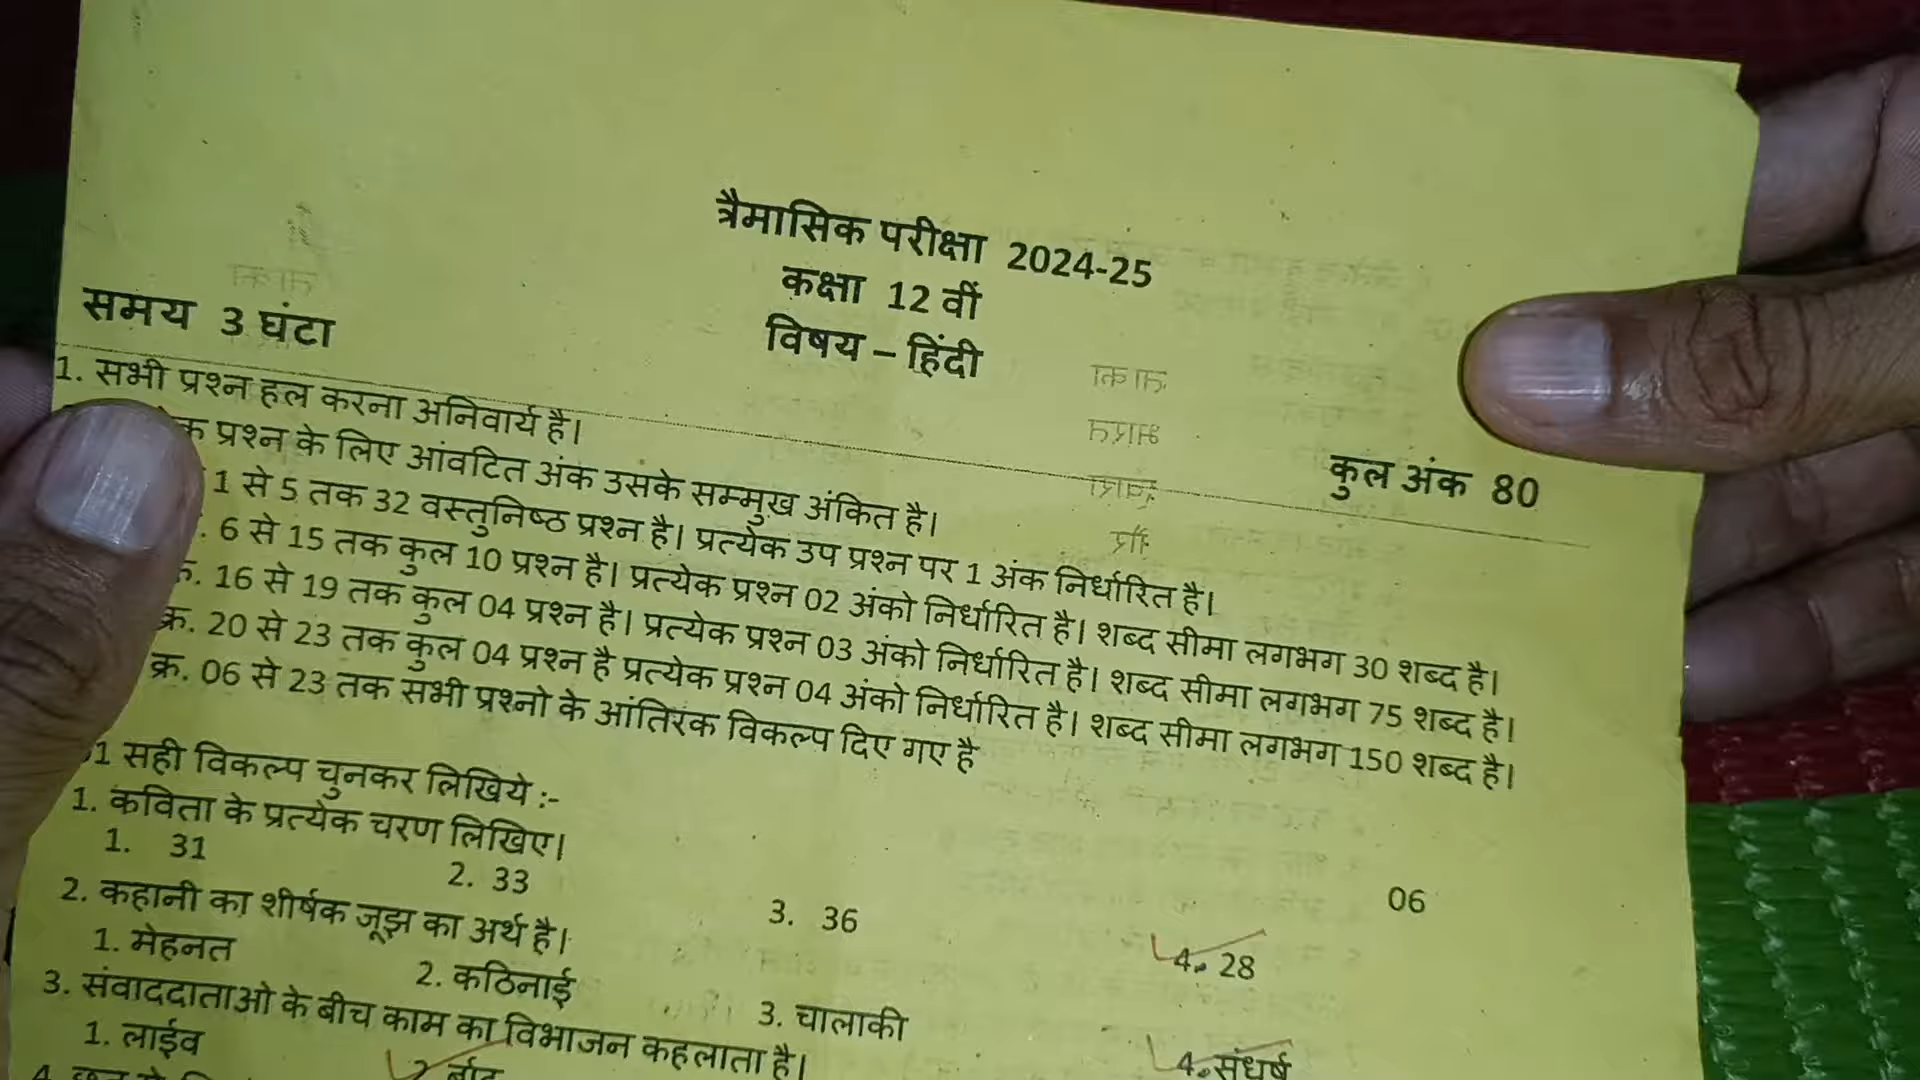 त्रैमासिक परीक्षा 2024-25
कक्षा 12 वीं
विषय – हिंदी
समय 3 घंटा
कुल अंक 80
1. सभी प्रश्न हल करना अनिवार्य है।
प्रश्न के लिए आंवटित अंक उसके सम्मुख अंकित है।
1 से 5 तक 32 वस्तुनिष्ठ प्रश्न है। प्रत्येक उप प्रश्न पर 1 अंक निर्धारित है।
. 6 से 15 तक कुल 10 प्रश्न है। प्रत्येक प्रश्न 02 अंको निर्धारित है। शब्द सीमा लगभग 30 शब्द है।
क्र. 16 से 19 तक कुल 04 प्रश्न है। प्रत्येक प्रश्न 03 अंको निर्धारित है। शब्द सीमा लगभग 75 शब्द है।
क्र. 20 से 23 तक कुल 04 प्रश्न है प्रत्येक प्रश्न 04 अंको निर्धारित है। शब्द सीमा लगभग 150 शब्द है।
क्र. 06 से 23 तक सभी प्रश्नो के आंतिरक विकल्प दिए गए है
1 सही विकल्प चुनकर लिखिये :- 06
1. कविता के प्रत्येक चरण लिखिए।
1. 31 2. 33 3. 36 4. 28
2. कहानी का शीर्षक जूझ का अर्थ है।
1. मेहनत 2. कठिनाई 3. चालाकी 4. संधर्ष
3. संवाददाताओ के बीच काम का विभाजन कहलाता है।
1. लाईव 2. बीट
4.